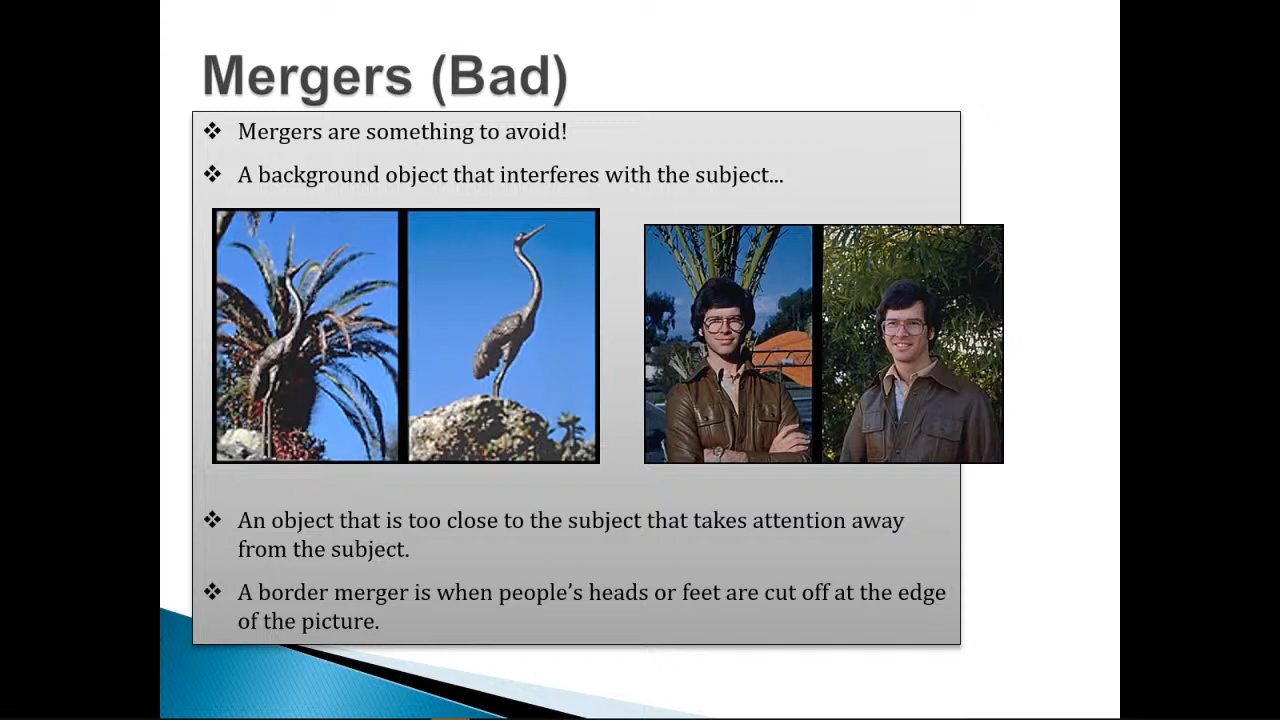 Mergers (Bad)
❖ Mergers are something to avoid!
❖ A background object that interferes with the subject...
❖ An object that is too close to the subject that takes attention away
from the subject.
❖ A border merger is when people’s heads or feet are cut off at the edge
of the picture.